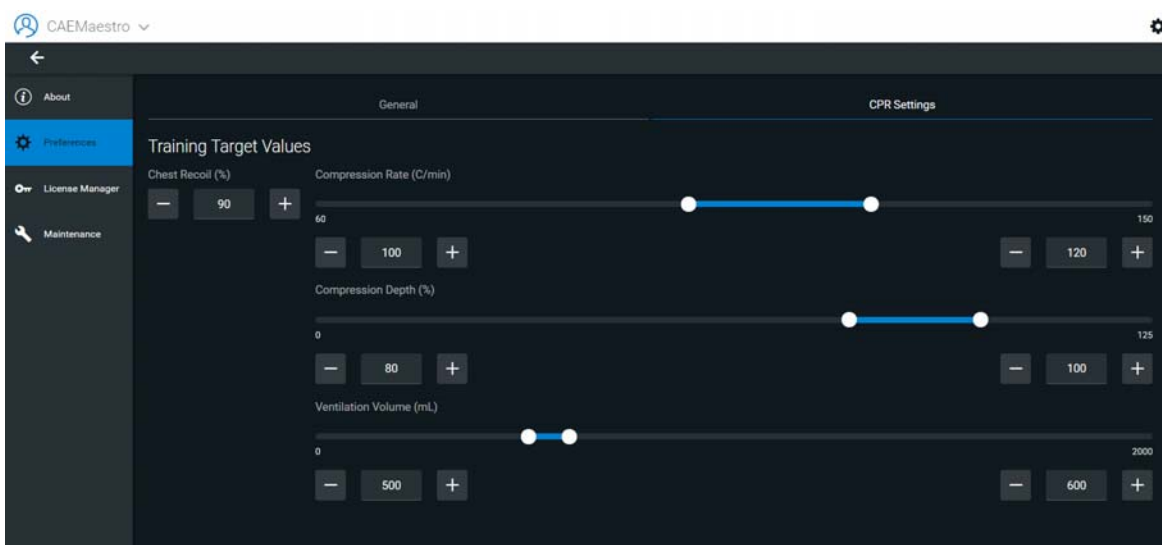 CAEMaestro
About
Preferences
License Manager
Maintenance
General
CPR Settings
Training Target Values
Chest Recoil (%)
90
Compression Rate (C/min)
60
150
100
120
Compression Depth (%)
0
125
80
100
Ventilation Volume (mL)
0
2000
500
600